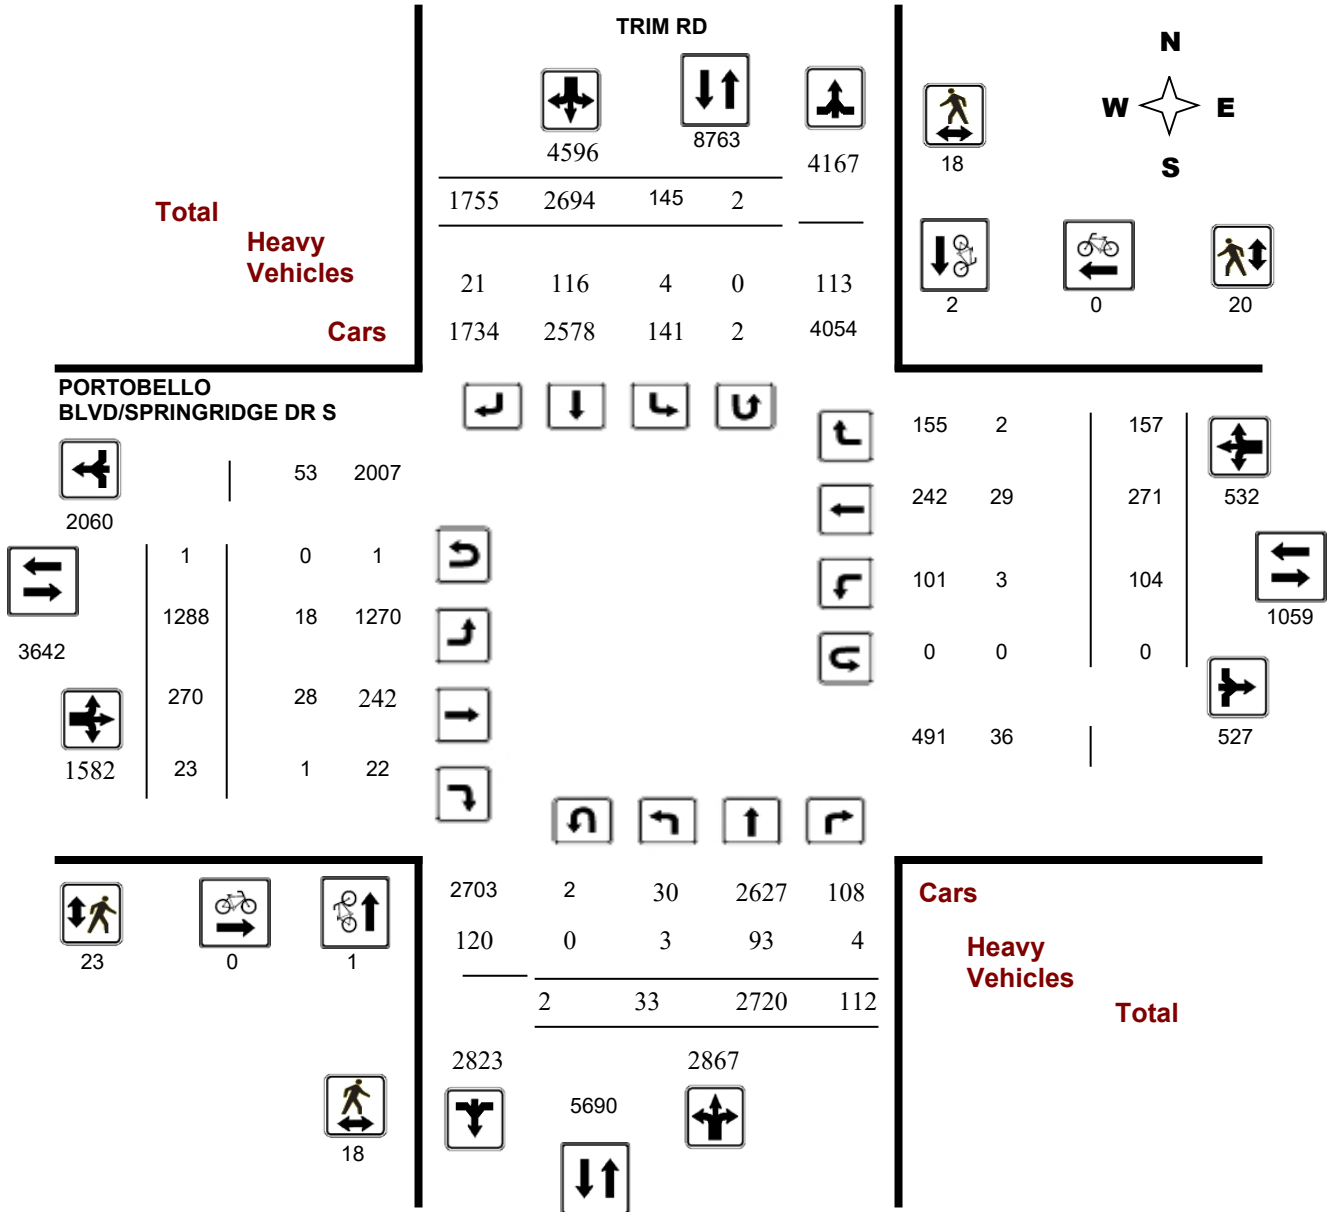 TRIM RD
N
W E
S
4596 8763 4167 18
1755 2694 145 2
Total
Heavy
Vehicles
21 116 4 0 113
2 0 20
Cars
1734 2578 141 2 4054
PORTOBELLO
BLVD/SPRINGRIDGE DR S
155 2 157
53 2007
2060
242 29 271 532
1 0 1
101 3 104
1288 18 1270
1059
3642
0 0 0
270 28 242
491 36 527
1582 23 1 22
2703 2 30 2627 108
Cars
120 0 3 93 4
Heavy
Vehicles
23 0 1
2 33 2720 112
Total
2823 2867
5690
18